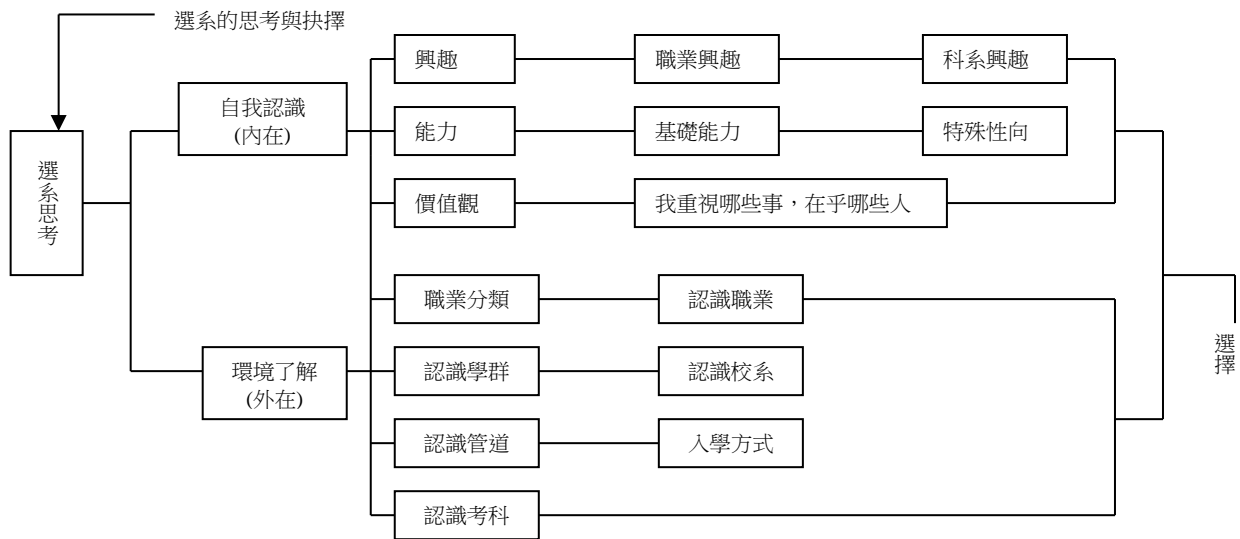 選系的思考與抉擇
選系思考
自我認識
(內在)
興趣
職業興趣
科系興趣
能力
基礎能力
特殊性向
價值觀
我重視哪些事，在乎哪些人
環境了解
(外在)
職業分類
認識職業
認識學群
認識校系
認識管道
入學方式
認識考科
選擇